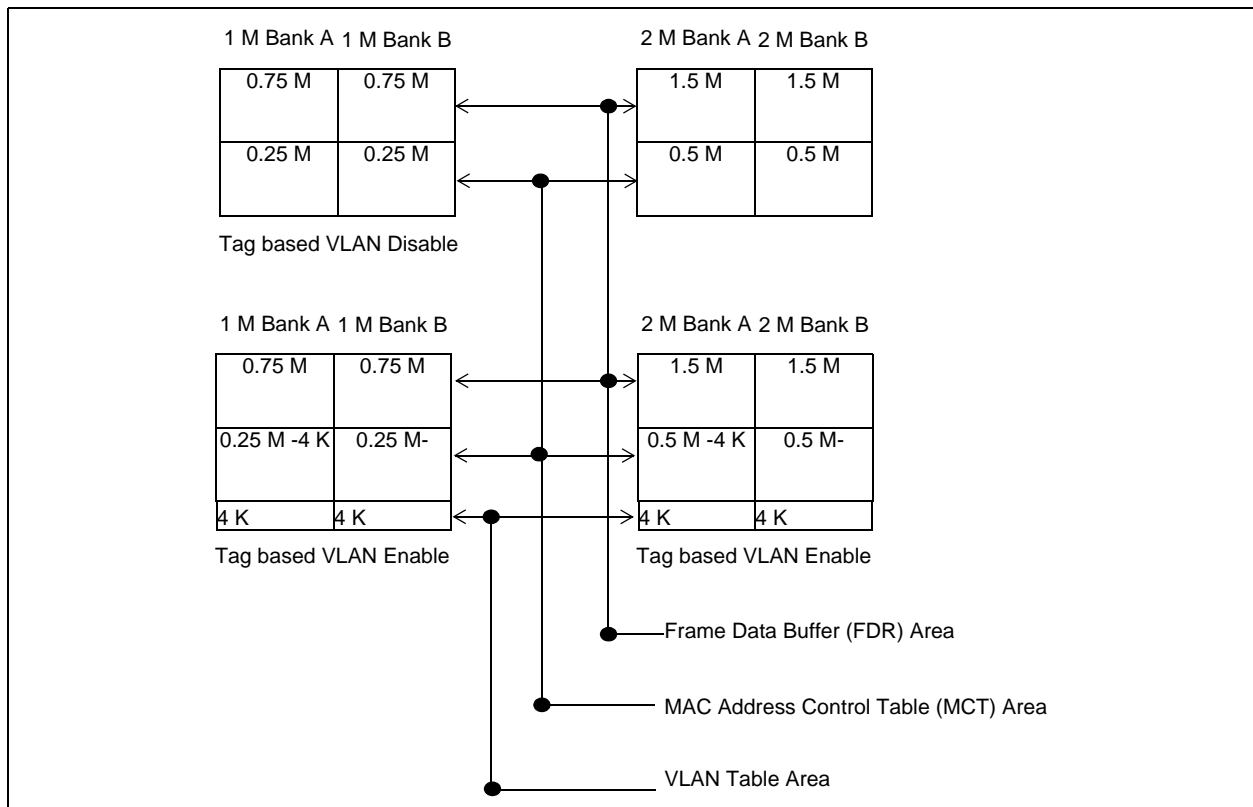 1 M Bank A 1 M Bank B
2 M Bank A 2 M Bank B
0.75 M 0.75 M
1.5 M 1.5 M
0.25 M 0.25 M
0.5 M 0.5 M
Tag based VLAN Disable
1 M Bank A 1 M Bank B
2 M Bank A 2 M Bank B
0.75 M 0.75 M
1.5 M 1.5 M
0.25 M -4 K 0.25 M-
0.5 M -4 K 0.5 M-
4 K 4 K
4 K 4 K
Tag based VLAN Enable
Tag based VLAN Enable
Frame Data Buffer (FDR) Area
MAC Address Control Table (MCT) Area
VLAN Table Area